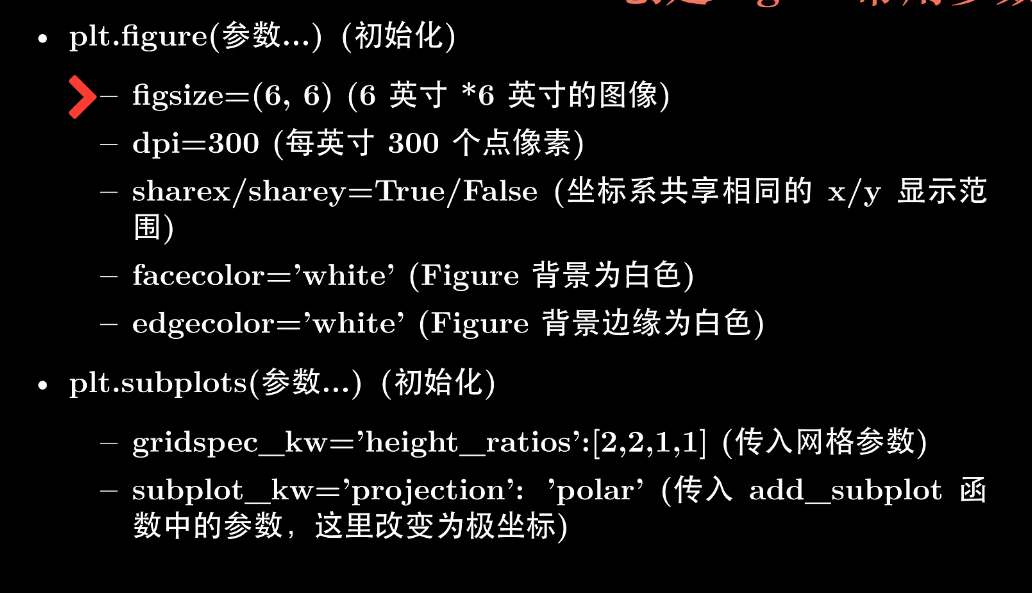 • plt.figure(参数...) (初始化)
– figsize=(6, 6) (6 英寸 *6 英寸的图像)
– dpi=300 (每英寸 300 个点像素)
– sharex/sharey=True/False (坐标系共享相同的 x/y 显示范
围)
– facecolor='white' (Figure 背景为白色)
– edgecolor='white' (Figure 背景边缘为白色)
• plt.subplots(参数...) (初始化)
– gridspec_kw='height_ratios':[2,2,1,1] (传入网格参数)
– subplot_kw='projection': 'polar' (传入 add_subplot 函
数中的参数，这里改变为极坐标)